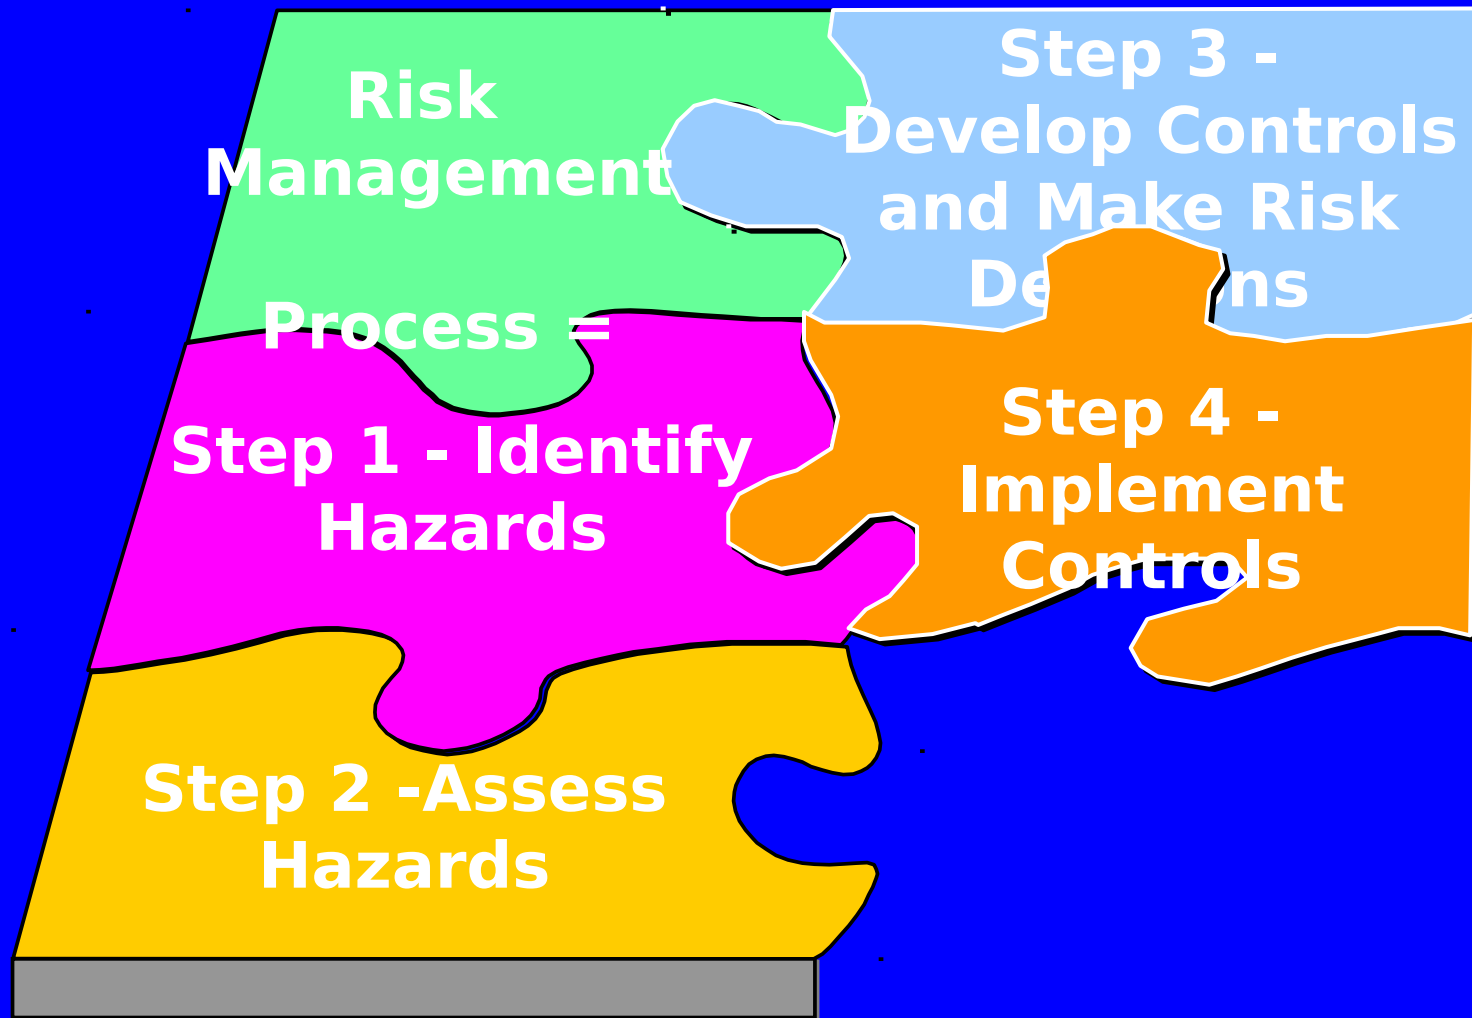 Risk
Management
Process =
Step 1 - Identify
Hazards
Step 2 -Assess
Hazards
Step 3 -
Develop Controls
and Make Risk
Step 4 -
Implement
Controls